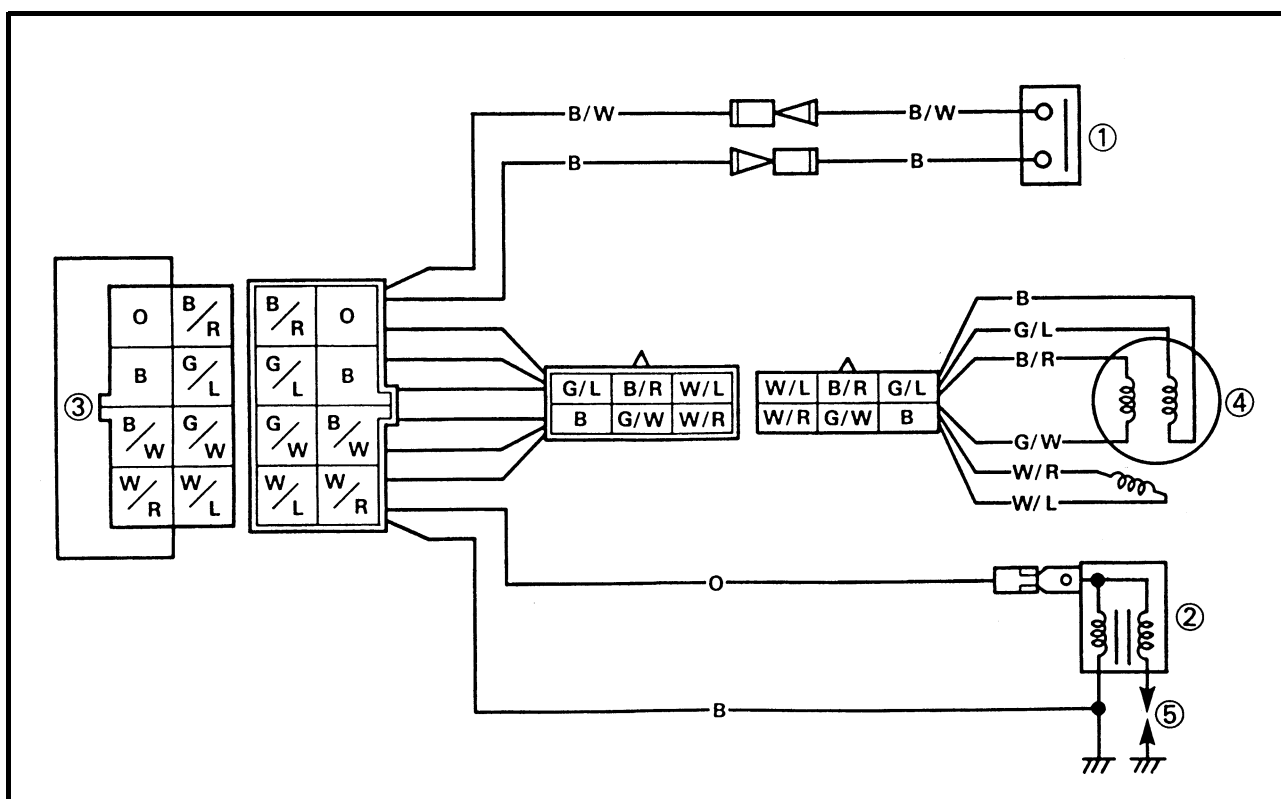 B/W B/W
①
B B
O B/R
B G/L
③
B/W G/W
W/R W/L
B/R O
G/L B
G/W B/W
W/L W/R
G/L B/R W/L
B G/W W/R
W/L B/R G/L
W/R G/W B
B
G/L
B/R
④
G/W
W/R
W/L
O
②
B
⑤